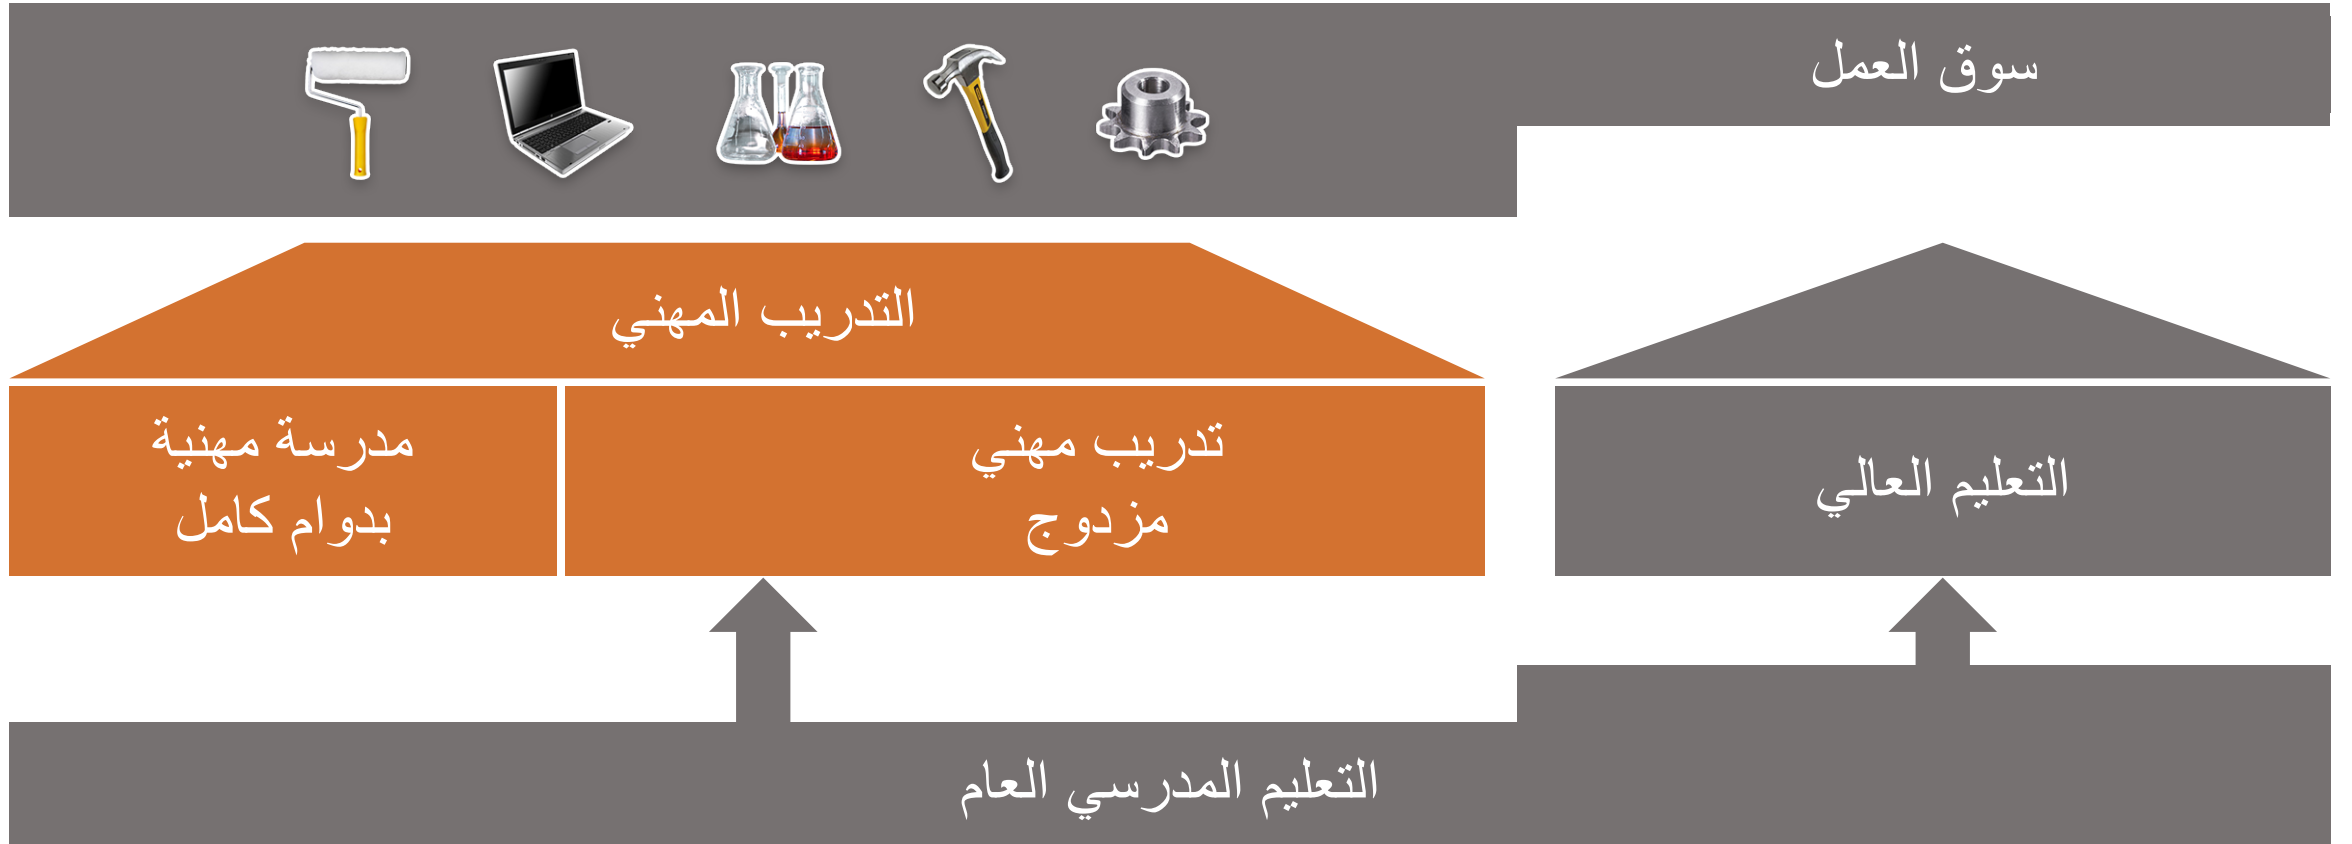 سوق العمل
التدريب المهني
تدريب مهني
مزدوج
مدرسة مهنية
بدوام كامل
التعليم العالي
التعليم المدرسي العام